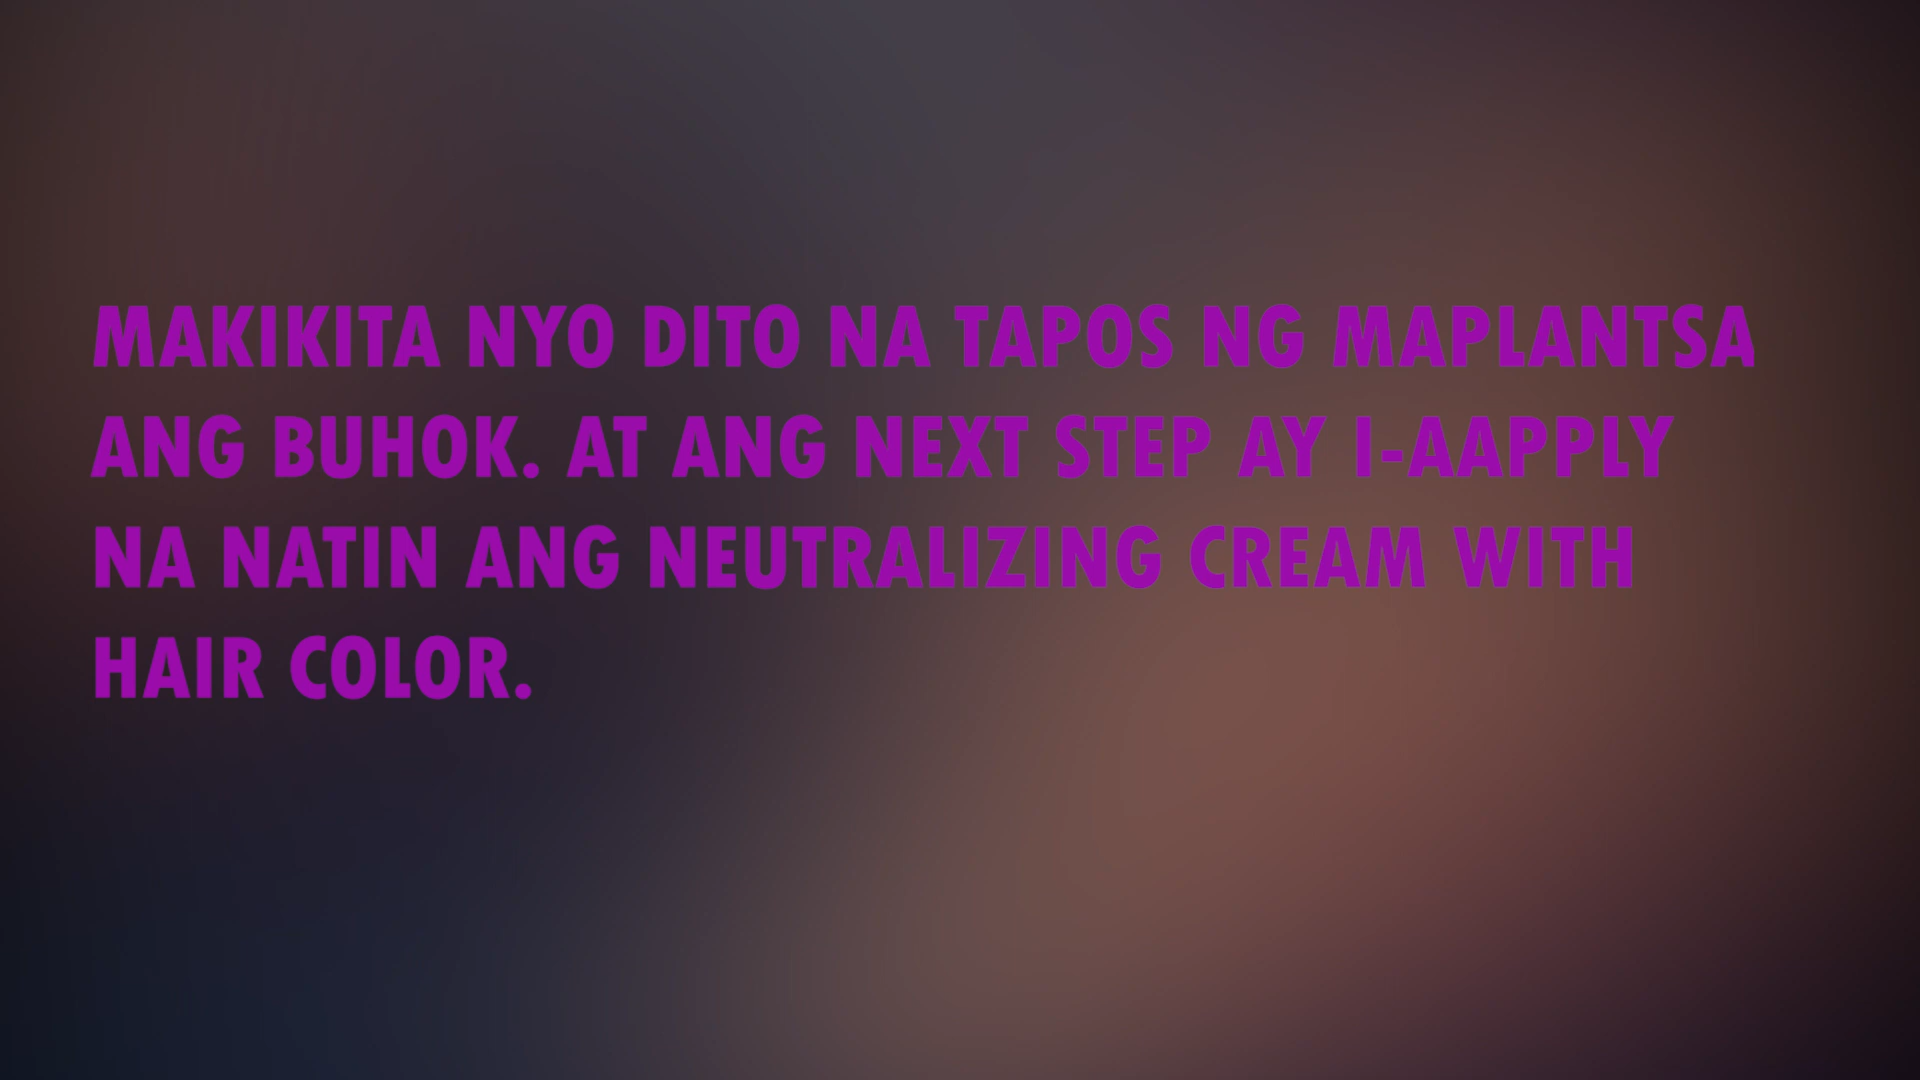 MAKIKITA NYO DITO NA TAPOS NG MAPLANTSA
ANG BUHOK. AT ANG NEXT STEP AY I-AAPPLY
NA NATIN ANG NEUTRALIZING CREAM WITH
HAIR COLOR.